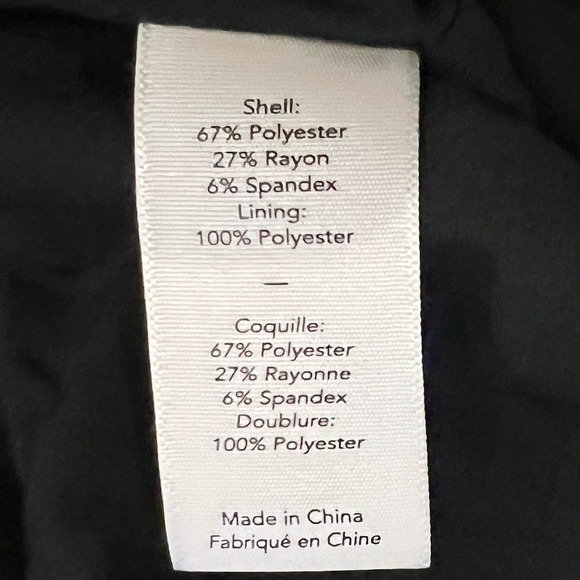 Shell:
67% Polyester
27% Rayon
6% Spandex
Lining:
100% Polyester
—
Coquille:
67% Polyester
27% Rayonne
6% Spandex
Doublure:
100% Polyester
Made in China
Fabriqué en Chine